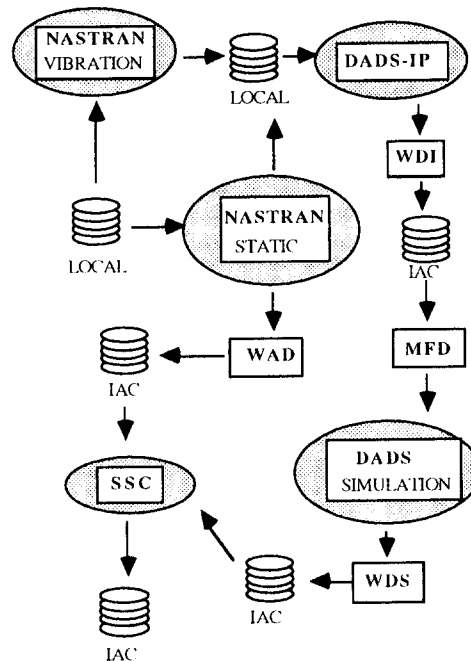 NASTRAN
VIBRATION
LOCAL
DADS-IP
WDI
LOCAL
NASTRAN
STATIC
IAC
WAD
IAC
MFD
SSC
DADS
SIMULATION
WDS
IAC
IAC